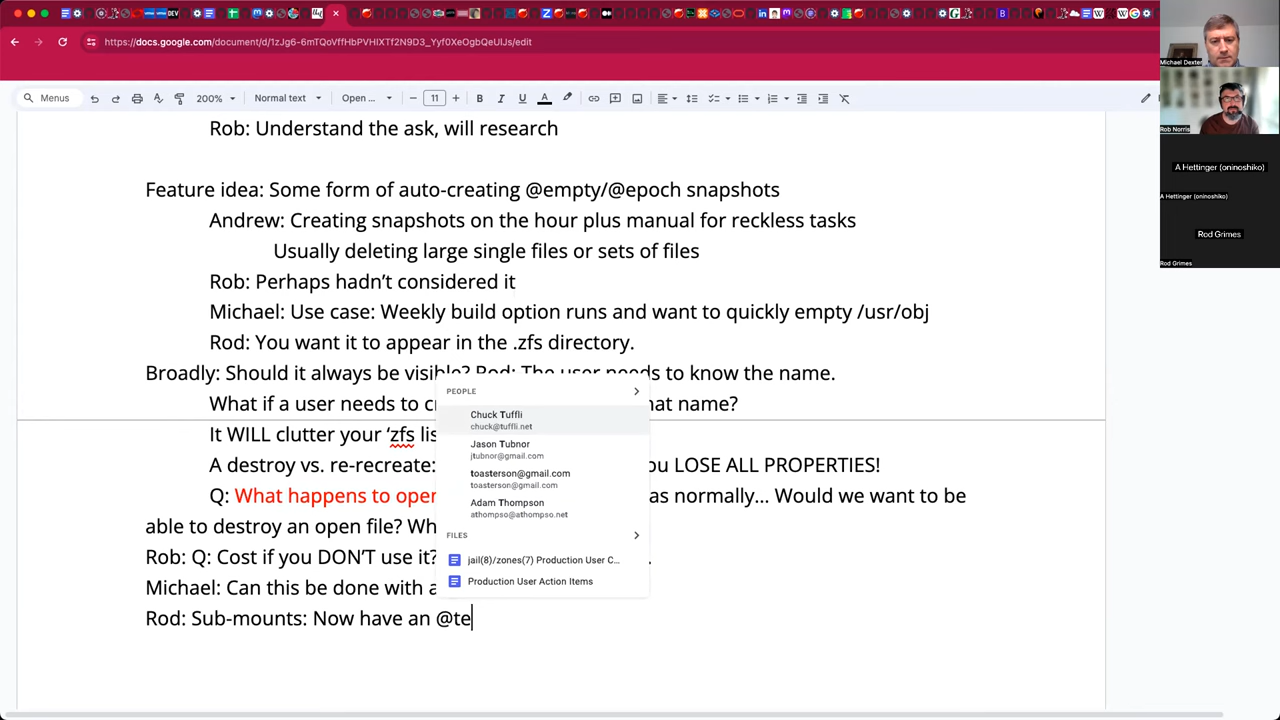 https://docs.google.com/document/d/1zJg6-6mTQoVffHbPVHIXTf2N9D3_Yyf0XeOgbQeUlJs/edit
Michael Dexter
Menus
200%
Normal text
Open ...
11
Rob Norris
Rob: Understand the ask, will research
A Hettinger (oninoshiko)
A Hettinger (oninoshiko)
Feature idea: Some form of auto-creating @empty/@epoch snapshots
Andrew: Creating snapshots on the hour plus manual for reckless tasks
Rod Grimes
Usually deleting large single files or sets of files
Rod Grimes
Rob: Perhaps hadn't considered it
Michael: Use case: Weekly build option runs and want to quickly empty /usr/obj
Rod: You want it to appear in the .zfs directory.
Broadly: Should it always be visible? Rod: The user needs to know the name.
PEOPLE
What if a user needs to
Chuck Tuffli
chuck@tuffli.net
name?
It WILL clutter your 'zfs
Jason Tubnor
jtubnor@gmail.com
A destroy vs. re-recreate:
toasterson@gmail.com
toasterson@gmail.com
LOSE ALL PROPERTIES!
Q: What happens to
Adam Thompson
athompso@athompso.net
as normally... Would we want to be
able to destroy an open file?
FILES
Rob: Q: Cost if you DON'T use it?
jail(8)/zones(7) Production User C...
Michael: Can this be done with
Production User Action Items
Rod: Sub-mounts: Now have an @te